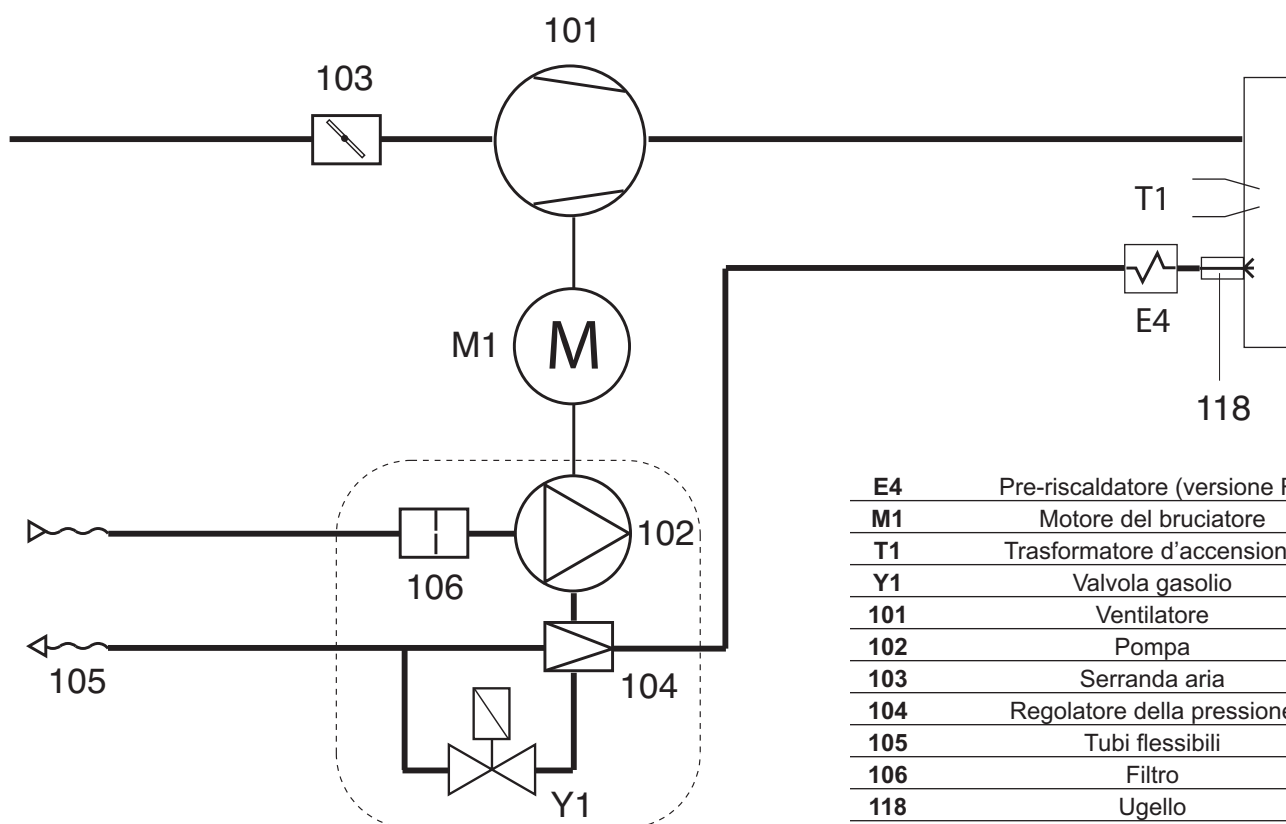 101
103
T1
M1
M
E4
118
102
106
105
104
Y1
E4 Pre-riscaldatore (versione
M1 Motore del bruciatore
T1 Trasformatore d'accension
Y1 Valvola gasolio
101 Ventilatore
102 Pompa
103 Serranda aria
104 Regolatore della pressione
105 Tubi flessibili
106 Filtro
118 Ugello